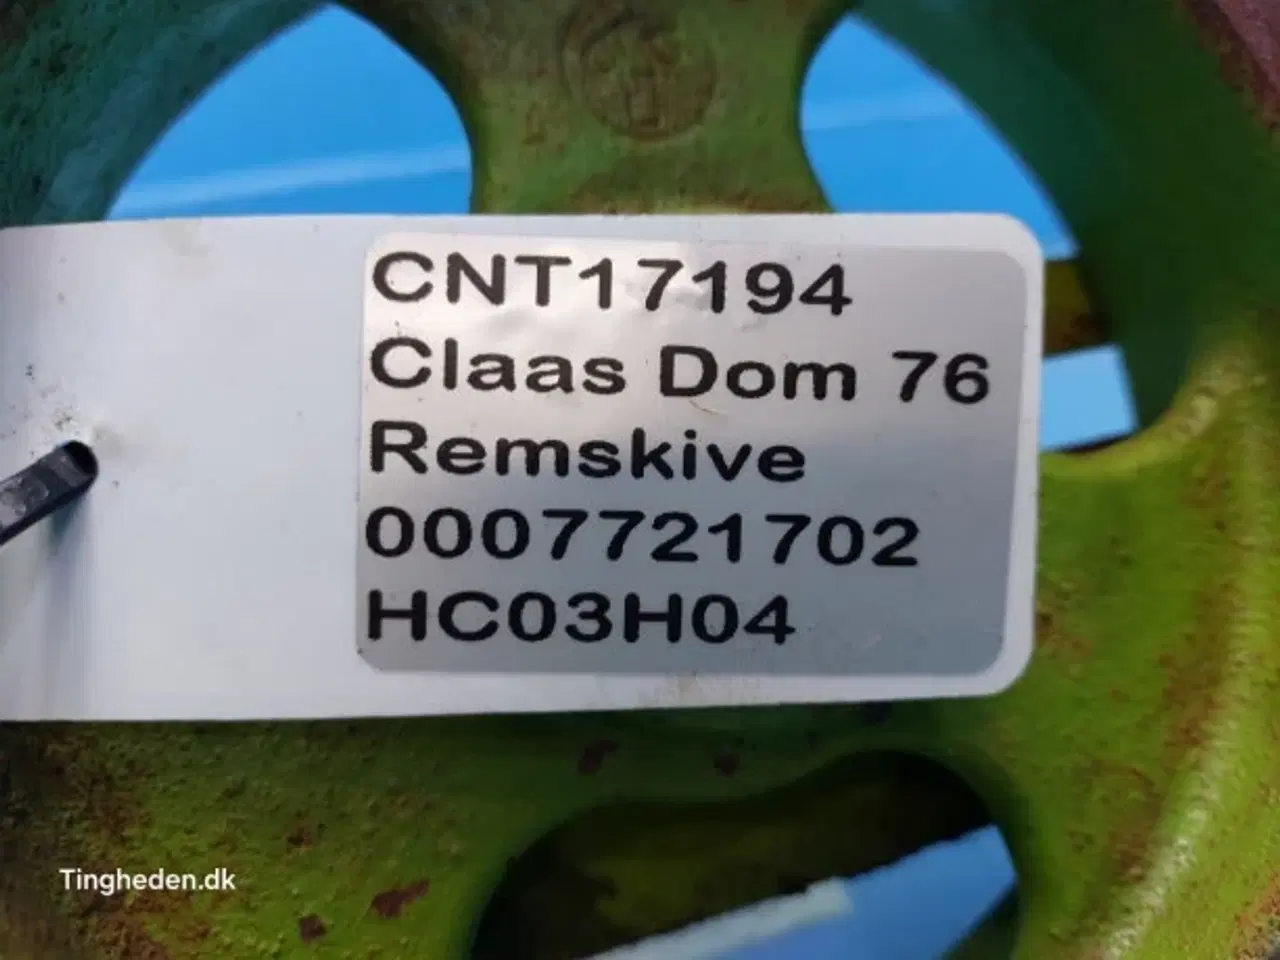 CNT17194
Claas Dom 76
Remskive
0007721702
HC03H04
Tingheden.dk